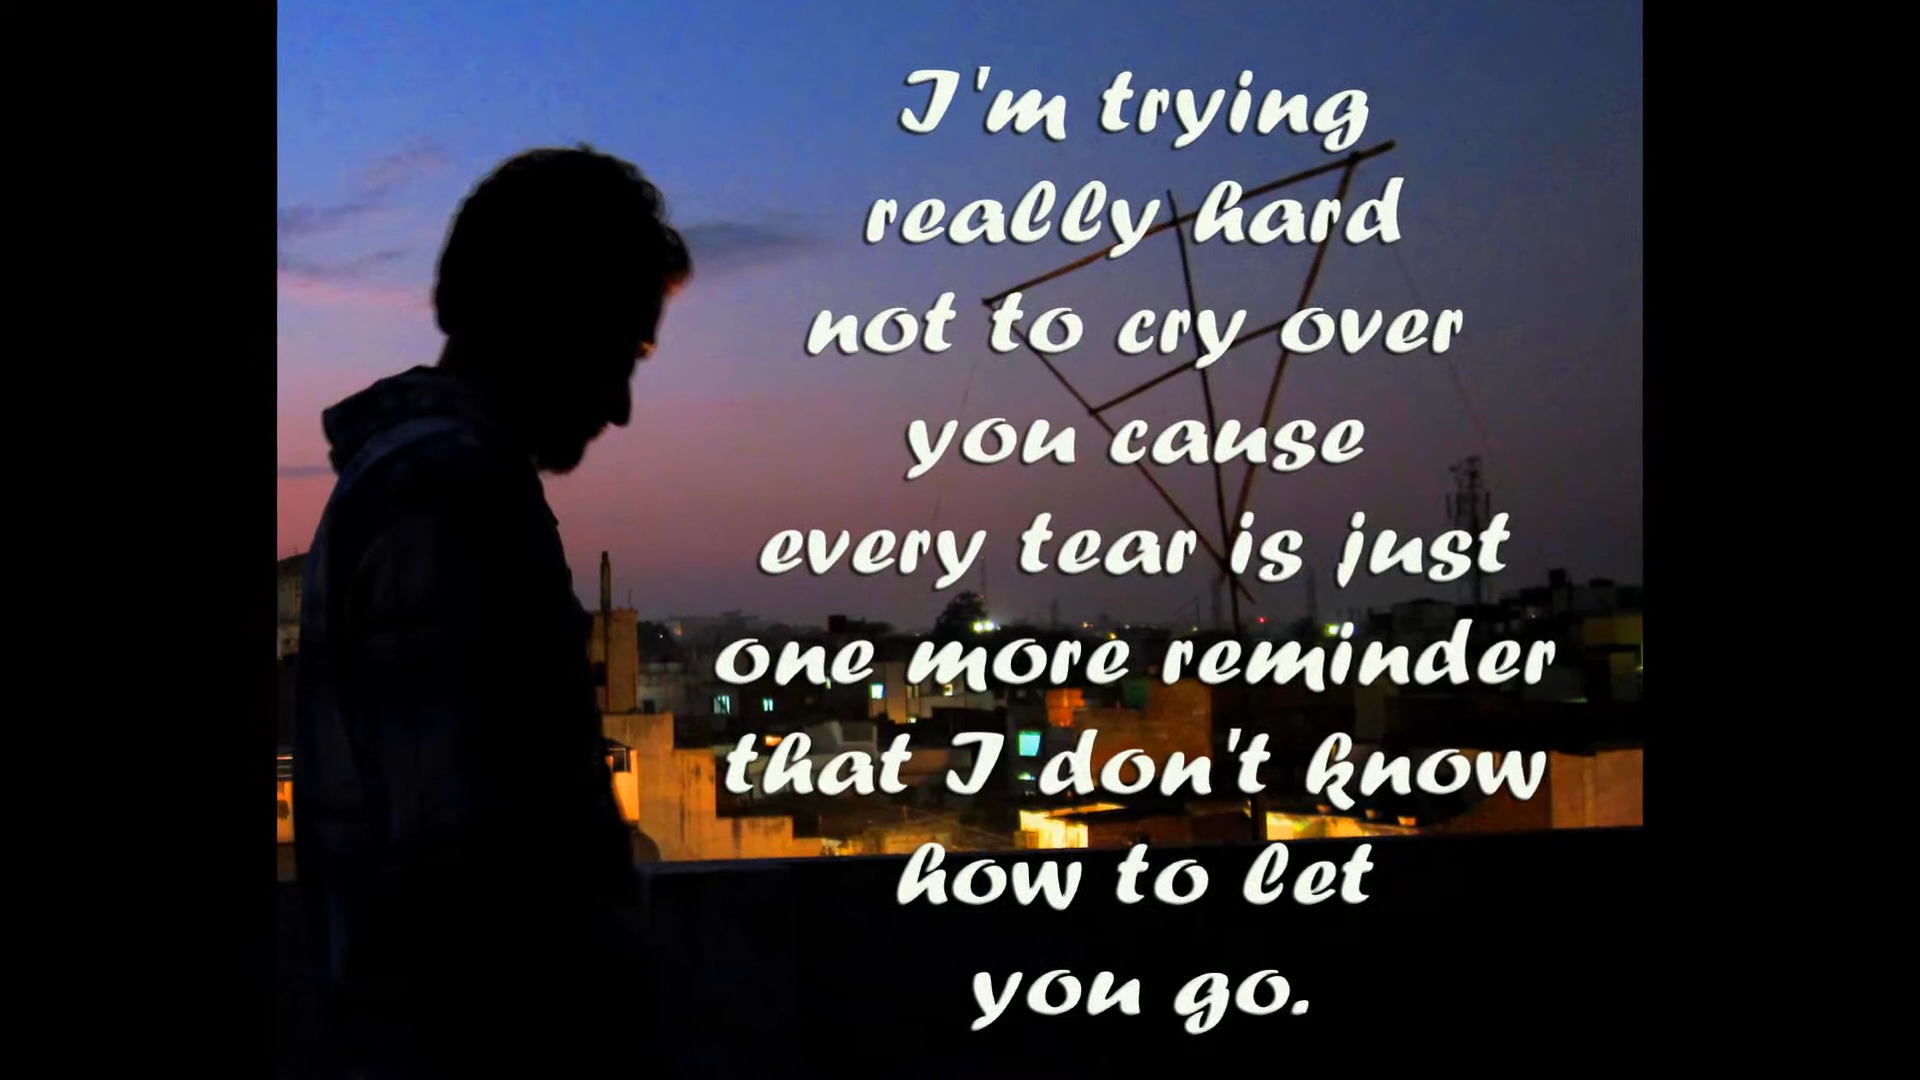 I'm trying
really hard
not to cry over
you cause
every tear is just
one more reminder
that I don't know
how to let
you go.